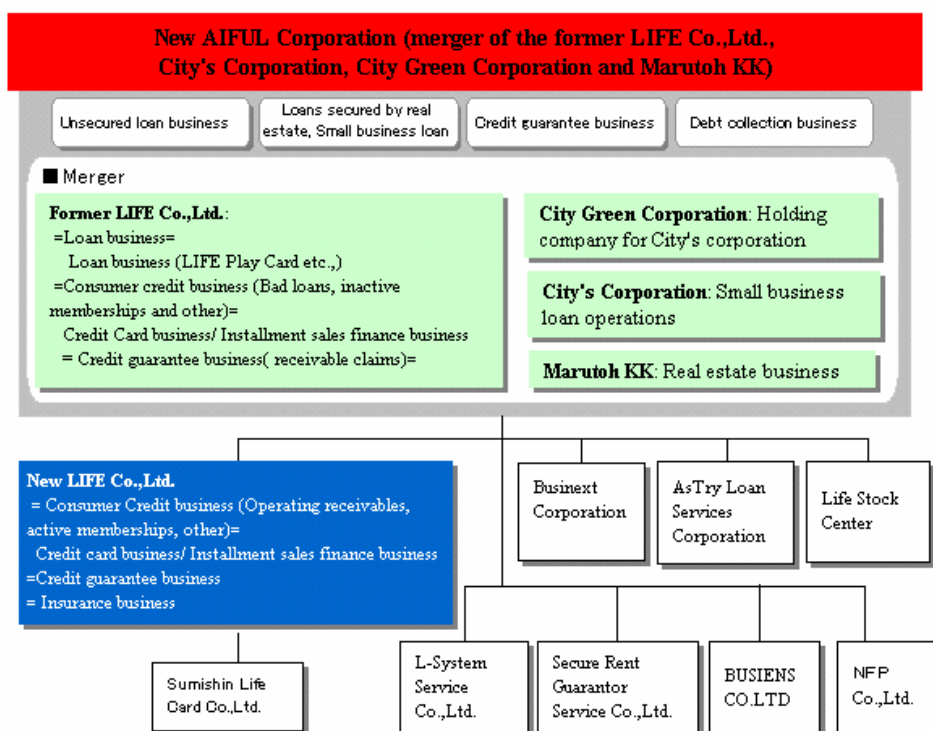 New AIFUL Corporation (merger of the former LIFE Co.,Ltd.,
City's Corporation, City Green Corporation and Marutoh KK)
Unsecured loan business
Loans secured by real
estate, Small business loan
Credit guarantee business
Debt collection business
■ Merger
Former LIFE Co.,Ltd.:
=Loan business=
Loan business (LIFE Play Card etc.,)
=Consumer credit business (Bad loans, inactive
memberships and other)=
Credit Card business/ Installment sales finance business
= Credit guarantee business( receivable claims)=
City Green Corporation: Holding
company for City's corporation
City's Corporation: Small business
loan operations
Marutoh KK: Real estate business
New LIFE Co.,Ltd.
= Consumer Credit business (Operating receivables,
active memberships, other)=
Credit card business/ Installment sales finance business
=Credit guarantee business
= Insurance business
Businext
Corporation
AsTry Loan
Services
Corporation
Life Stock
Center
Sumishin Life
Card Co.,Ltd.
L-System
Service
Co.,Ltd.
Secure Rent
Guarantor
Service Co.,Ltd.
BUSIENS
CO.LTD
NFP
Co.,Ltd.